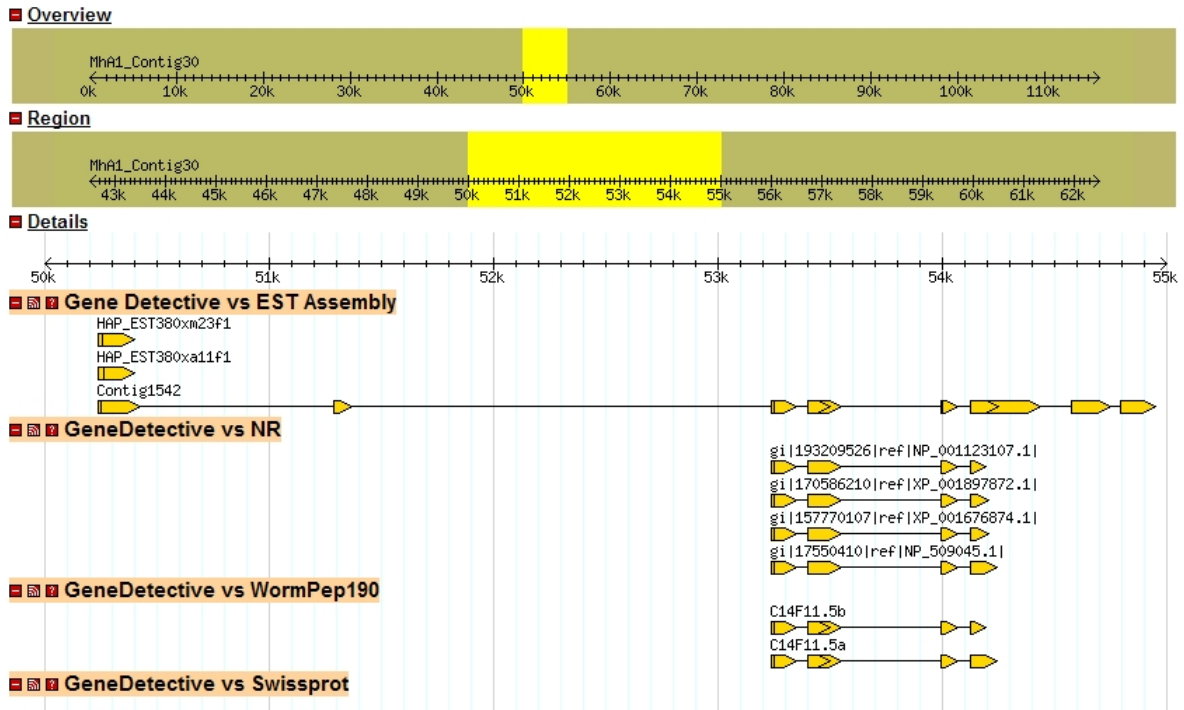 Overview
MhA1_Contig30
0k 10k 20k 30k 40k 50k 60k 70k 80k 90k 100k 110k
Region
MhA1_Contig30
43k 44k 45k 46k 47k 48k 49k 50k 51k 52k 53k 54k 55k 56k 57k 58k 59k 60k 61k 62k
Details
50k 51k 52k 53k 54k 55k
Gene Detective vs EST Assembly
HAP_EST380xm23f1
HAP_EST380xa11f1
Contig1542
GeneDetective vs NR
gi|193209526|ref|NP_001123107.1|
gi|170586210|ref|XP_001897872.1|
gi|157770107|ref|XP_001676874.1|
gi|17550410|ref|NP_509045.1|
GeneDetective vs WormPep190
C14F11.5b
C14F11.5a
GeneDetective vs Swissprot